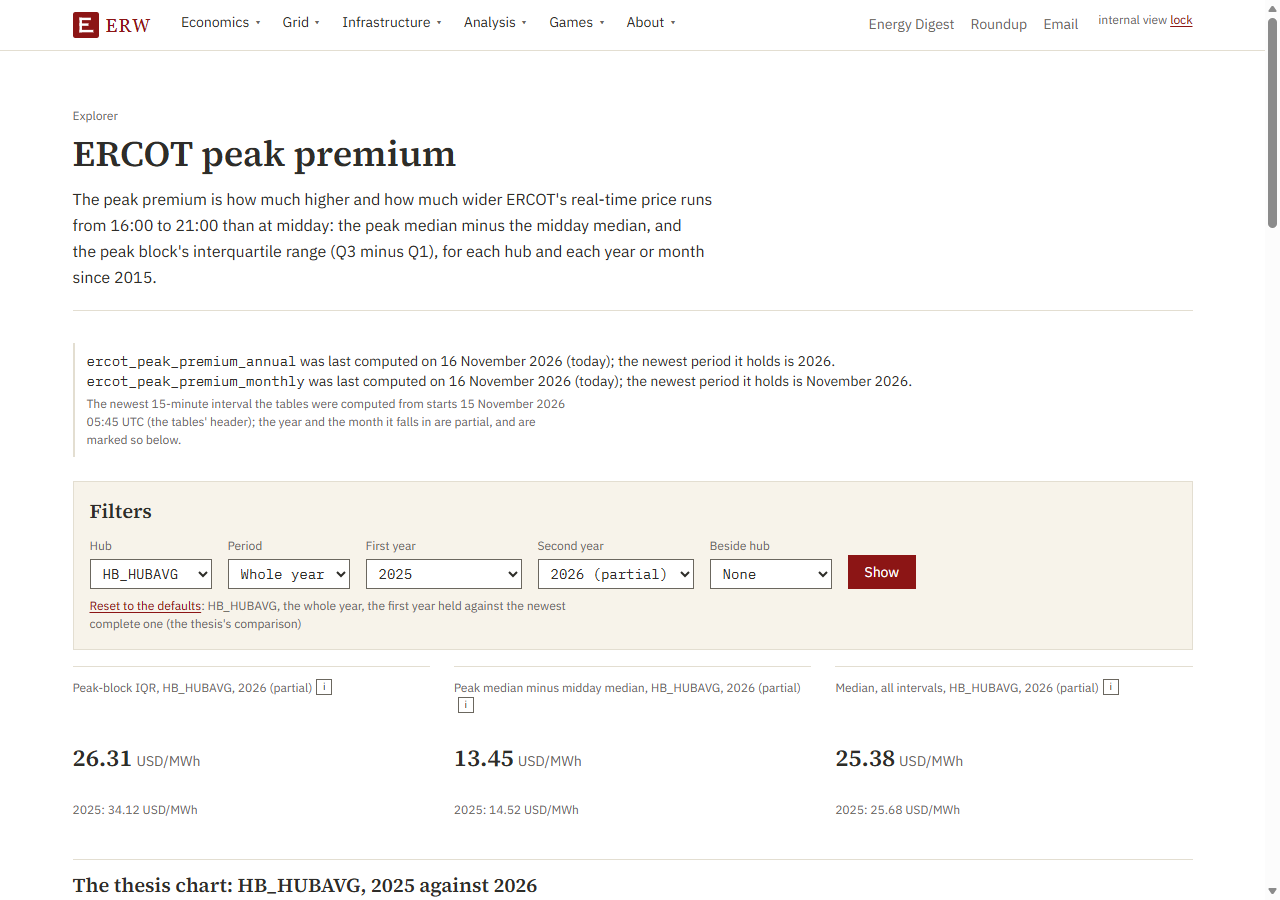 E ERW Economics Grid Infrastructure Analysis Games About Energy Digest Roundup Email internal view lock
Explorer
ERCOT peak premium
The peak premium is how much higher and how much wider ERCOT's real-time price runs
from 16:00 to 21:00 than at midday: the peak median minus the midday median, and
the peak block's interquartile range (Q3 minus Q1), for each hub and each year or month
since 2015.
ercot_peak_premium_annual was last computed on 16 November 2026 (today); the newest period it holds is 2026.
ercot_peak_premium_monthly was last computed on 16 November 2026 (today); the newest period it holds is November 2026.
The newest 15-minute interval the tables were computed from starts 15 November 2026
05:45 UTC (the tables' header); the year and the month it falls in are partial, and are
marked so below.
Filters
Hub Period First year Second year Beside hub
HB_HUBAVG Whole year 2025 2026 (partial) None Show
Reset to the defaults: HB_HUBAVG, the whole year, the first year held against the newest
complete one (the thesis's comparison)
Peak-block IQR, HB_HUBAVG, 2026 (partial) i
26.31 USD/MWh
2025: 34.12 USD/MWh
Peak median minus midday median, HB_HUBAVG, 2026 (partial)
i
13.45 USD/MWh
2025: 14.52 USD/MWh
Median, all intervals, HB_HUBAVG, 2026 (partial) i
25.38 USD/MWh
2025: 25.68 USD/MWh
The thesis chart: HB_HUBAVG, 2025 against 2026